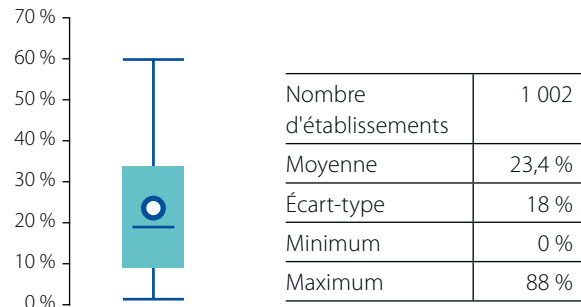 70 %
60 %
50 %
40 %
30 %
20 %
10 %
0 %
Nombre
d'établissements 1 002
Moyenne 23,4 %
Écart-type 18 %
Minimum 0 %
Maximum 88 %